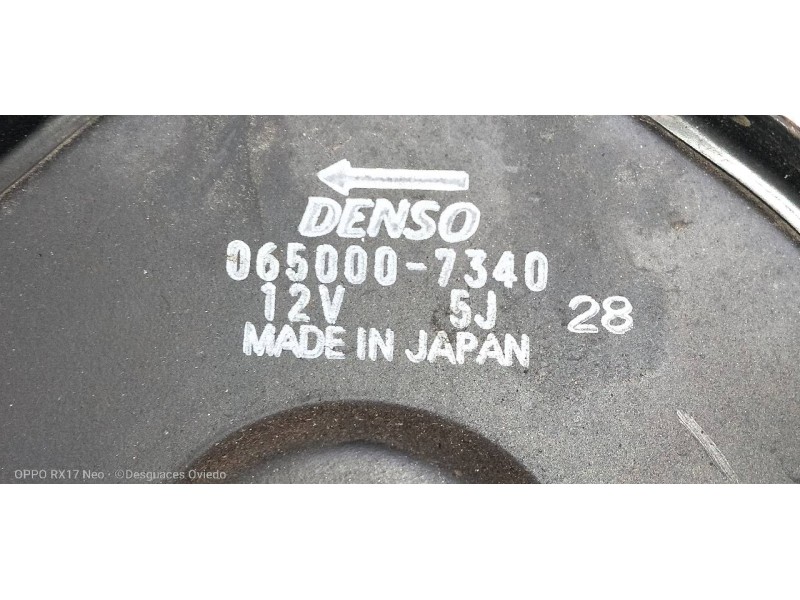 DENSO
065000-7340
12V 5J 28
MADE IN JAPAN
OPPO RX17 Neo · ©Desguaces Oviedo